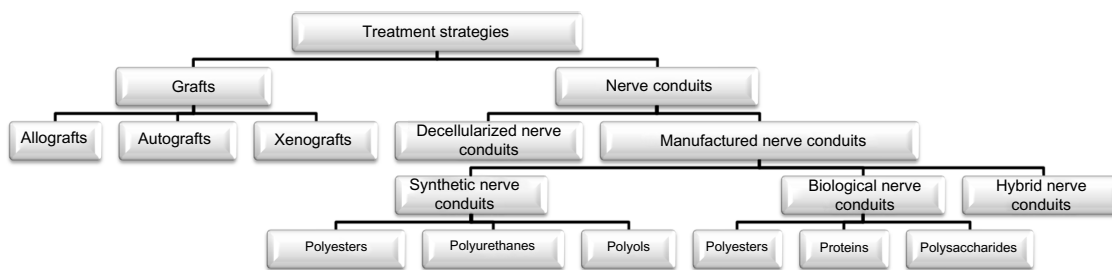 Treatment strategies
Grafts
Nerve conduits
Allografts
Autografts
Xenografts
Decellularized nerve
conduits
Manufactured nerve conduits
Synthetic nerve
conduits
Biological nerve
conduits
Hybrid nerve
conduits
Polyesters
Polyurethanes
Polyols
Polyesters
Proteins
Polysaccharides